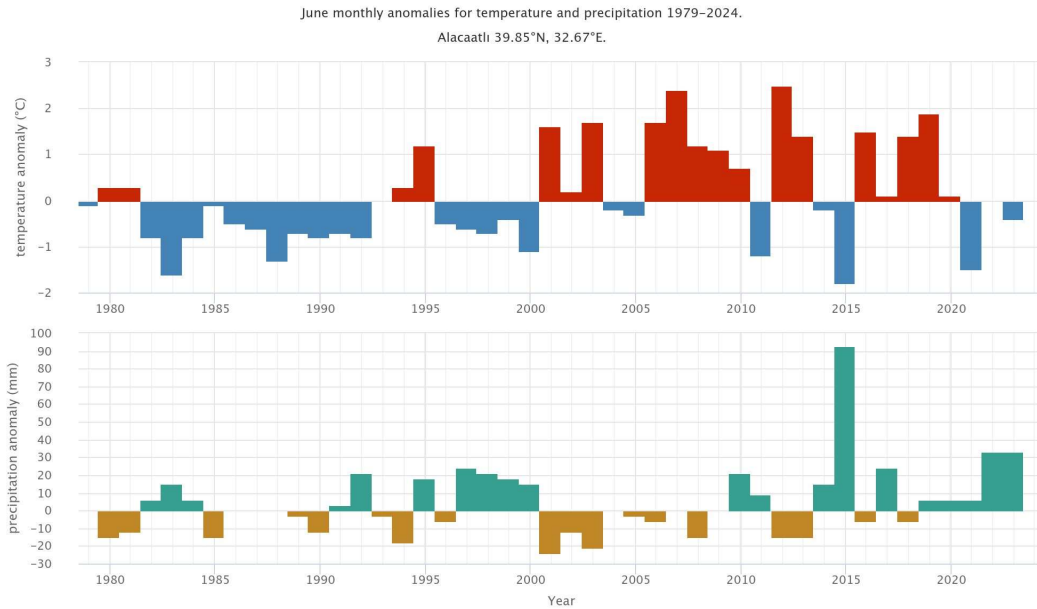 June monthly anomalies for temperature and precipitation 1979–2024.
Alacaatlı 39.85°N, 32.67°E.
temperature anomaly (°C)
3
2
1
0
−1
−2
1980 1985 1990 1995 2000 2005 2010 2015 2020
precipitation anomaly (mm)
100
90
80
70
60
50
40
30
20
10
0
−10
−20
−30
1980 1985 1990 1995 2000 2005 2010 2015 2020
Year